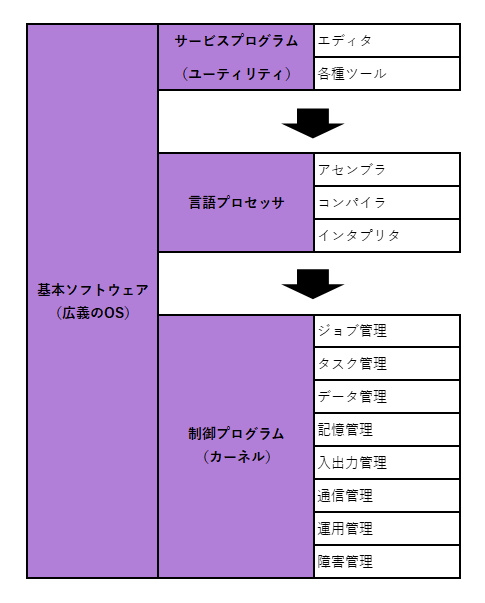 基本ソフトウェア
（広義のOS）
サービスプログラム
（ユーティリティ）
エディタ
各種ツール
言語プロセッサ
アセンブラ
コンパイラ
インタプリタ
制御プログラム
（カーネル）
ジョブ管理
タスク管理
データ管理
記憶管理
入出力管理
通信管理
運用管理
障害管理